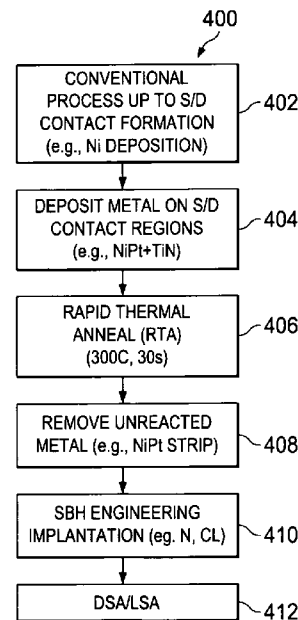 400
CONVENTIONAL
PROCESS UP TO S/D
CONTACT FORMATION
(e.g., Ni DEPOSITION)
402
DEPOSIT METAL ON S/D
CONTACT REGIONS
(e.g., NiPt+TiN)
404
RAPID THERMAL
ANNEAL (RTA)
(300C, 30s)
406
REMOVE UNREACTED
METAL (e.g., NiPt STRIP)
408
SBH ENGINEERING
IMPLANTATION (eg. N, CL)
410
DSA/LSA
412